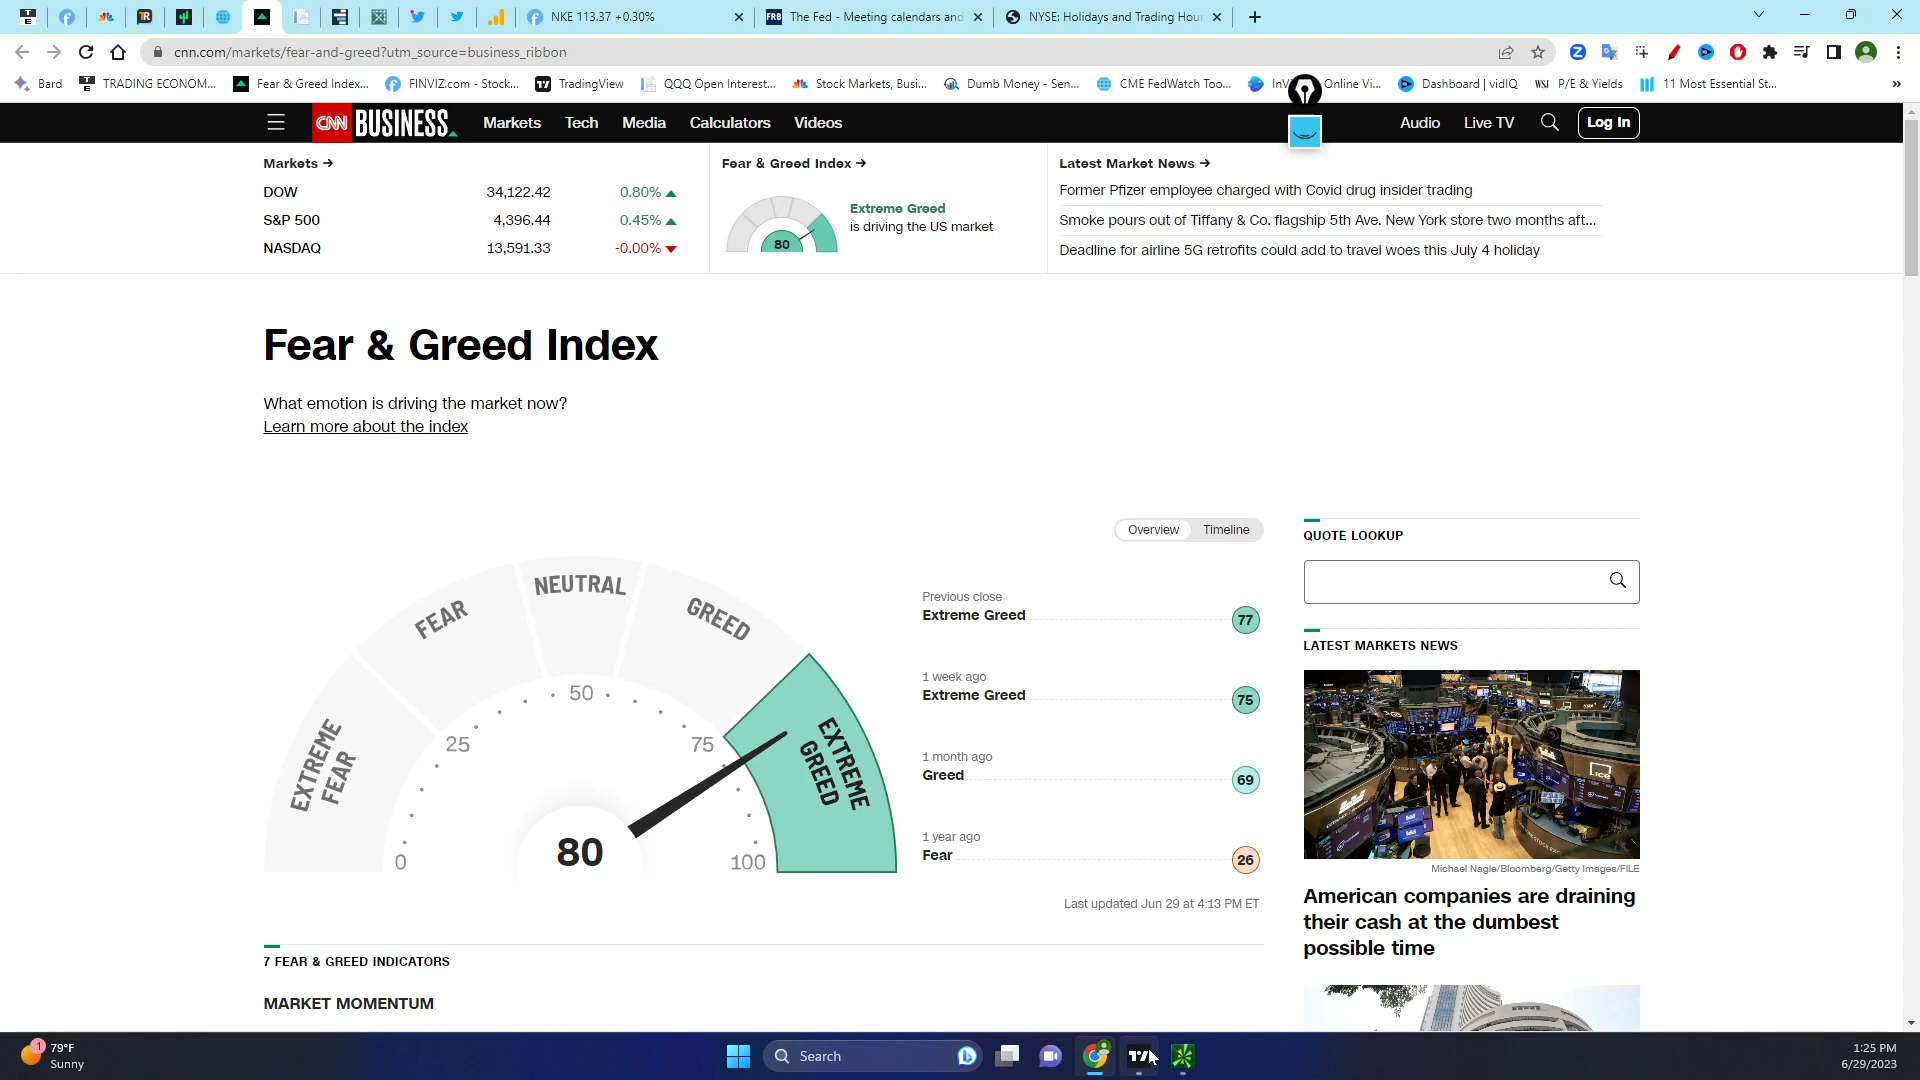 NKE 113.37 +0.30%
The Fed - Meeting calendars and
NYSE: Holidays and Trading Hou
cnn.com/markets/fear-and-greed?utm_source=business_ribbon
Bard
TRADING ECONOM...
Fear & Greed Index...
FINVIZ.com - Stock...
TradingView
QQQ Open Interest...
Stock Markets, Busi...
Dumb Money - Sen...
CME FedWatch Too...
InVi
Online Vi...
Dashboard | vidIQ
WSJ P/E & Yields
11 Most Essential St...
CNN BUSINESS
Markets Tech Media Calculators Videos
Audio Live TV Log In
Markets →
DOW 34,122.42 0.80%
S&P 500 4,396.44 0.45%
NASDAQ 13,591.33 -0.00%
Fear & Greed Index →
80
Extreme Greed
is driving the US market
Latest Market News →
Former Pfizer employee charged with Covid drug insider trading
Smoke pours out of Tiffany & Co. flagship 5th Ave. New York store two months aft...
Deadline for airline 5G retrofits could add to travel woes this July 4 holiday
Fear & Greed Index
What emotion is driving the market now?
Learn more about the index
Overview Timeline
EXTREME
FEAR
FEAR
NEUTRAL
GREED
EXTREME
GREED
0
25
50
75
100
80
Previous close
Extreme Greed 77
1 week ago
Extreme Greed 75
1 month ago
Greed 69
1 year ago
Fear 26
Last updated Jun 29 at 4:13 PM ET
QUOTE LOOKUP
LATEST MARKETS NEWS
ice
Michael Nagle/Bloomberg/Getty Images/FILE
American companies are draining
their cash at the dumbest
possible time
7 FEAR & GREED INDICATORS
MARKET MOMENTUM
1
79°F
Sunny
Search
1:25 PM
6/29/2023